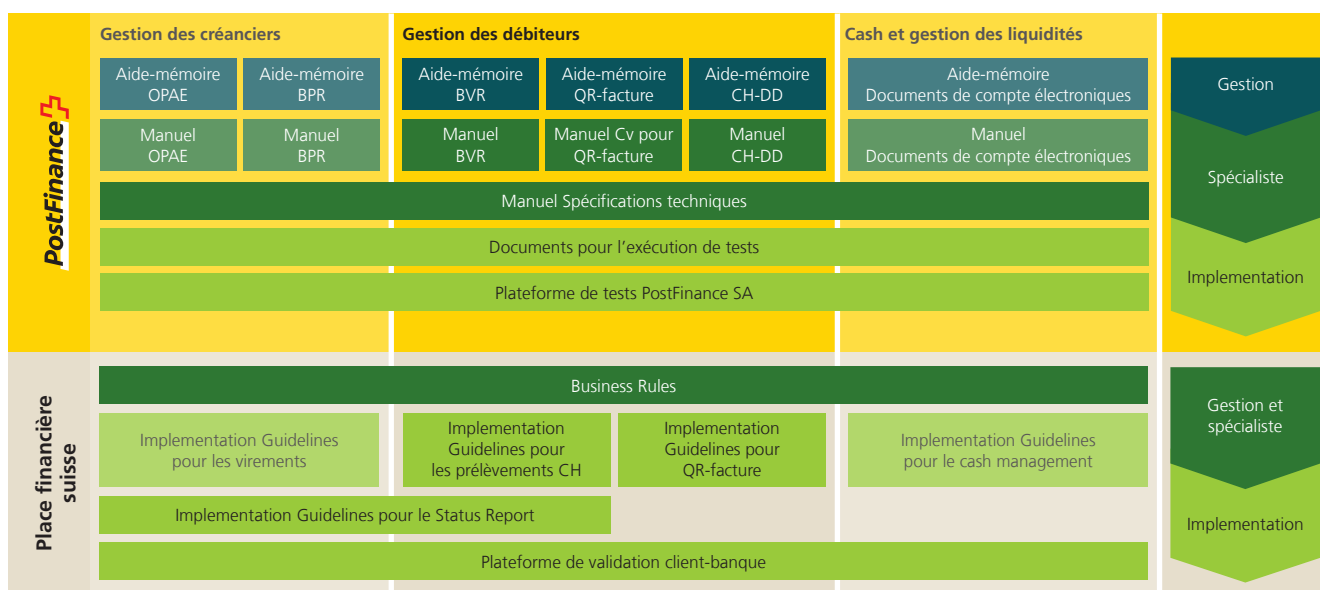 Gestion des créanciers
Gestion des débiteurs
Cash et gestion des liquidités
PostFinance
Aide-mémoire
OPAE
Aide-mémoire
BPR
Aide-mémoire
BVR
Aide-mémoire
QR-facture
Aide-mémoire
CH-DD
Aide-mémoire
Documents de compte électroniques
Gestion
Manuel
OPAE
Manuel
BPR
Manuel
BVR
Manuel Cv pour
QR-facture
Manuel
CH-DD
Manuel
Documents de compte électroniques
Spécialiste
Manuel Spécifications techniques
Documents pour l'exécution de tests
Plateforme de tests PostFinance SA
Implementation
Place financière
suisse
Business Rules
Gestion et
spécialiste
Implementation Guidelines
pour les virements
Implementation
Guidelines pour
les prélèvements CH
Implementation
Guidelines pour
QR-facture
Implementation Guidelines
pour le cash management
Implementation Guidelines pour le Status Report
Implementation
Plateforme de validation client-banque